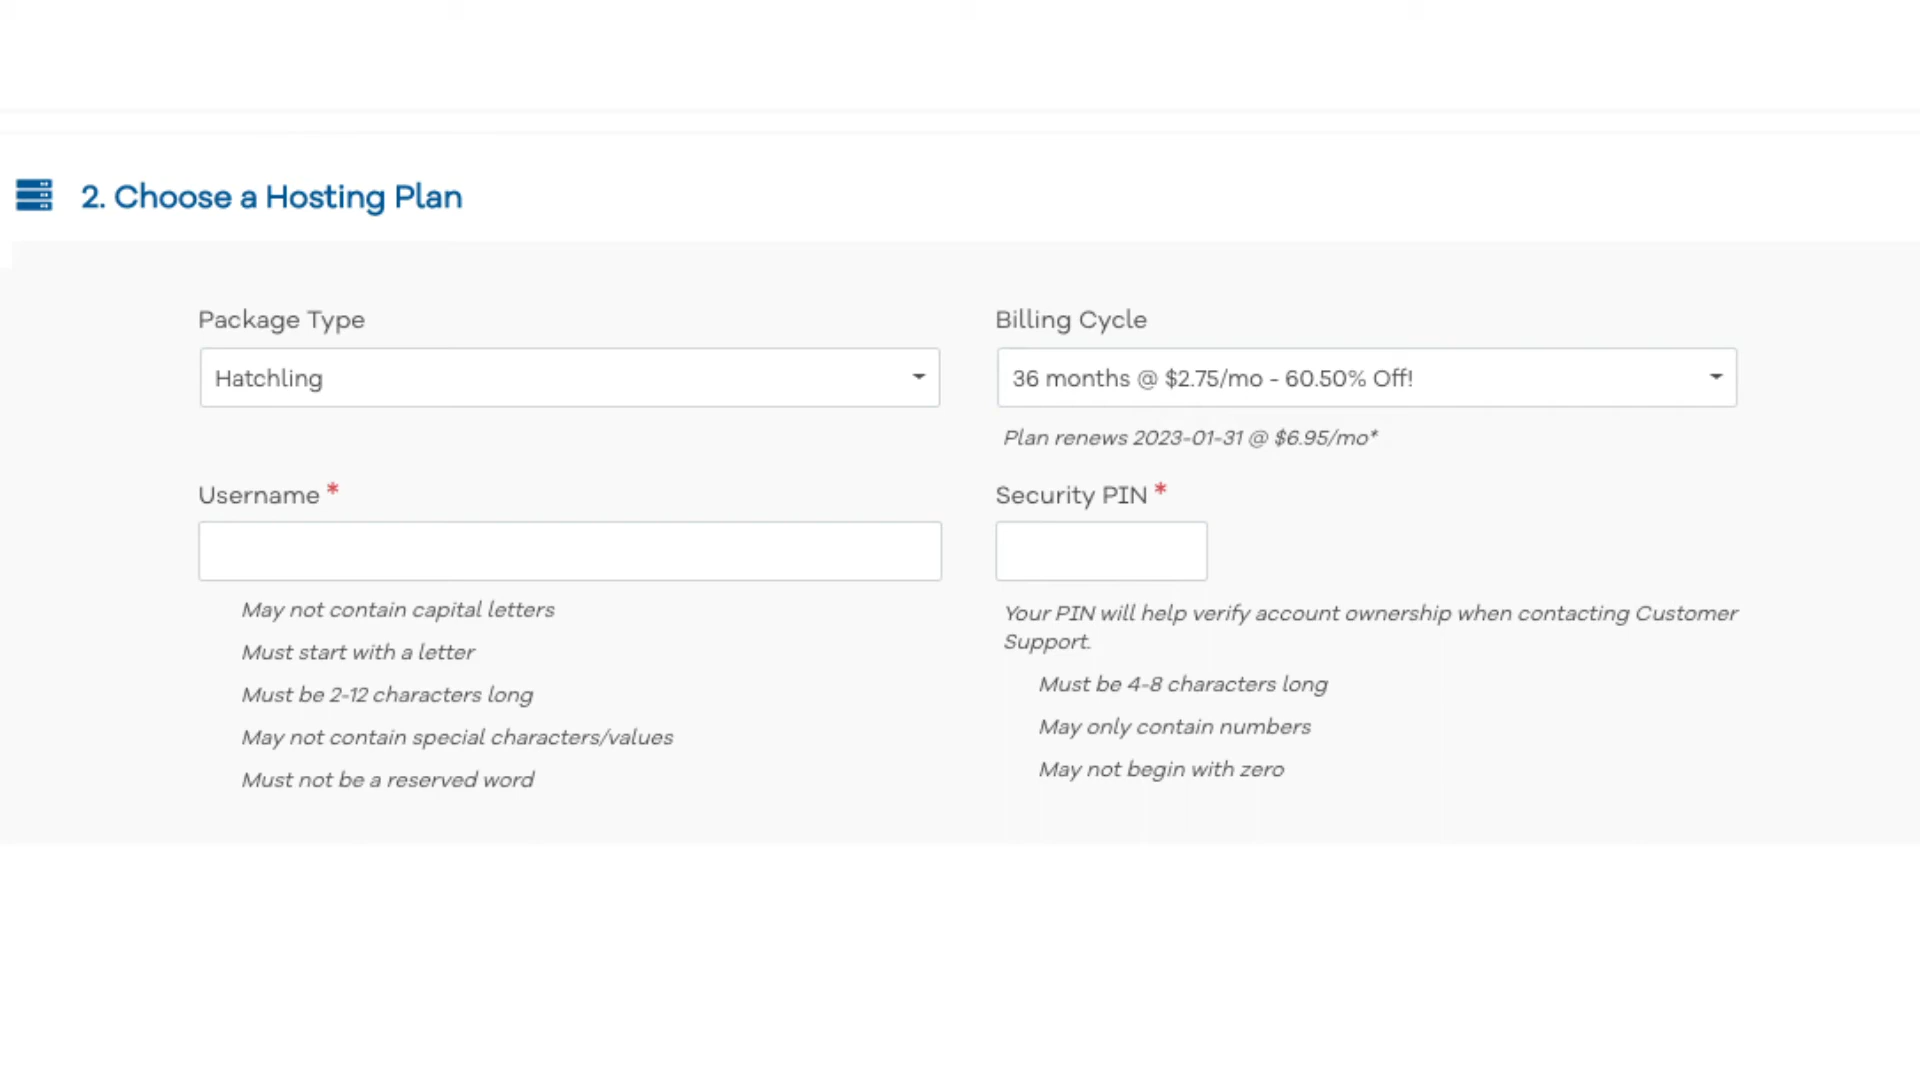 2. Choose a Hosting Plan
Package Type
Hatchling
Billing Cycle
36 months @ $2.75/mo - 60.50% Off!
Plan renews 2023-01-31 @ $6.95/mo*
Username *
May not contain capital letters
Must start with a letter
Must be 2-12 characters long
May not contain special characters/values
Must not be a reserved word
Security PIN *
Your PIN will help verify account ownership when contacting Customer
Support.
Must be 4-8 characters long
May only contain numbers
May not begin with zero